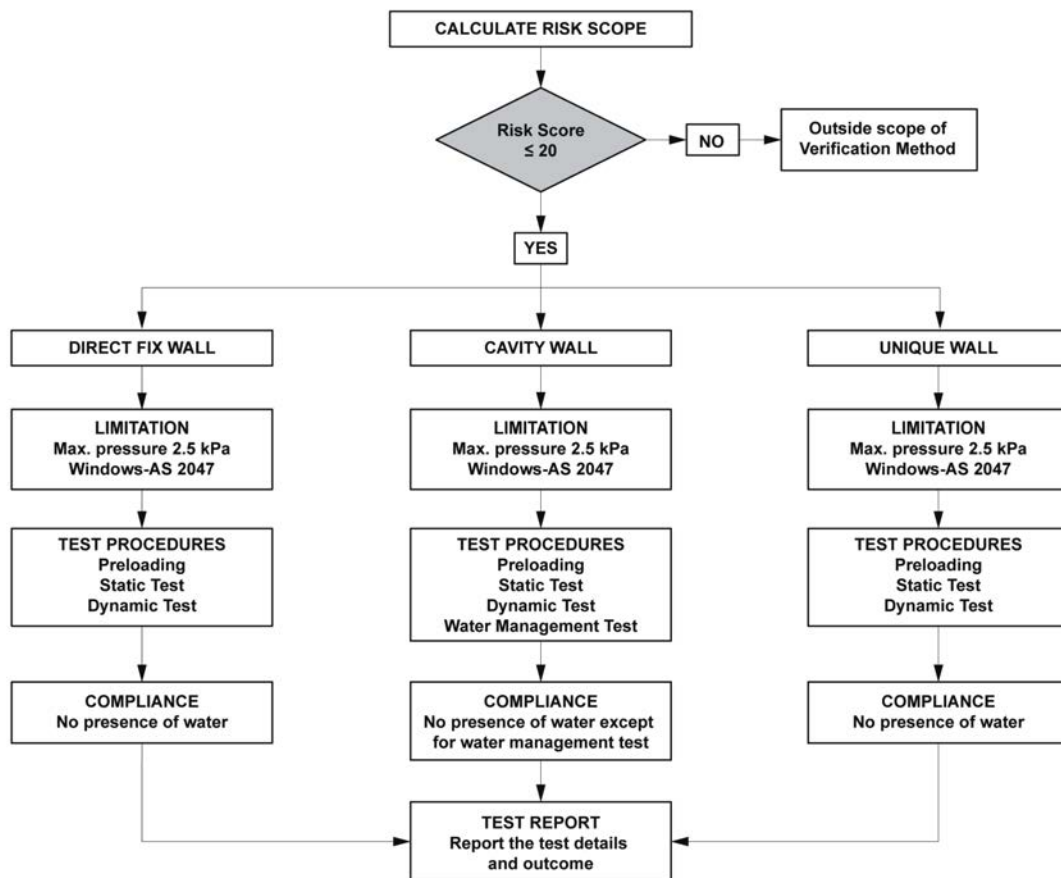 CALCULATE RISK SCOPE
Risk Score
≤ 20
NO
Outside scope of
Verification Method
YES
DIRECT FIX WALL
CAVITY WALL
UNIQUE WALL
LIMITATION
Max. pressure 2.5 kPa
Windows-AS 2047
LIMITATION
Max. pressure 2.5 kPa
Windows-AS 2047
LIMITATION
Max. pressure 2.5 kPa
Windows-AS 2047
TEST PROCEDURES
Preloading
Static Test
Dynamic Test
TEST PROCEDURES
Preloading
Static Test
Dynamic Test
Water Management Test
TEST PROCEDURES
Preloading
Static Test
Dynamic Test
COMPLIANCE
No presence of water
COMPLIANCE
No presence of water except
for water management test
COMPLIANCE
No presence of water
TEST REPORT
Report the test details
and outcome